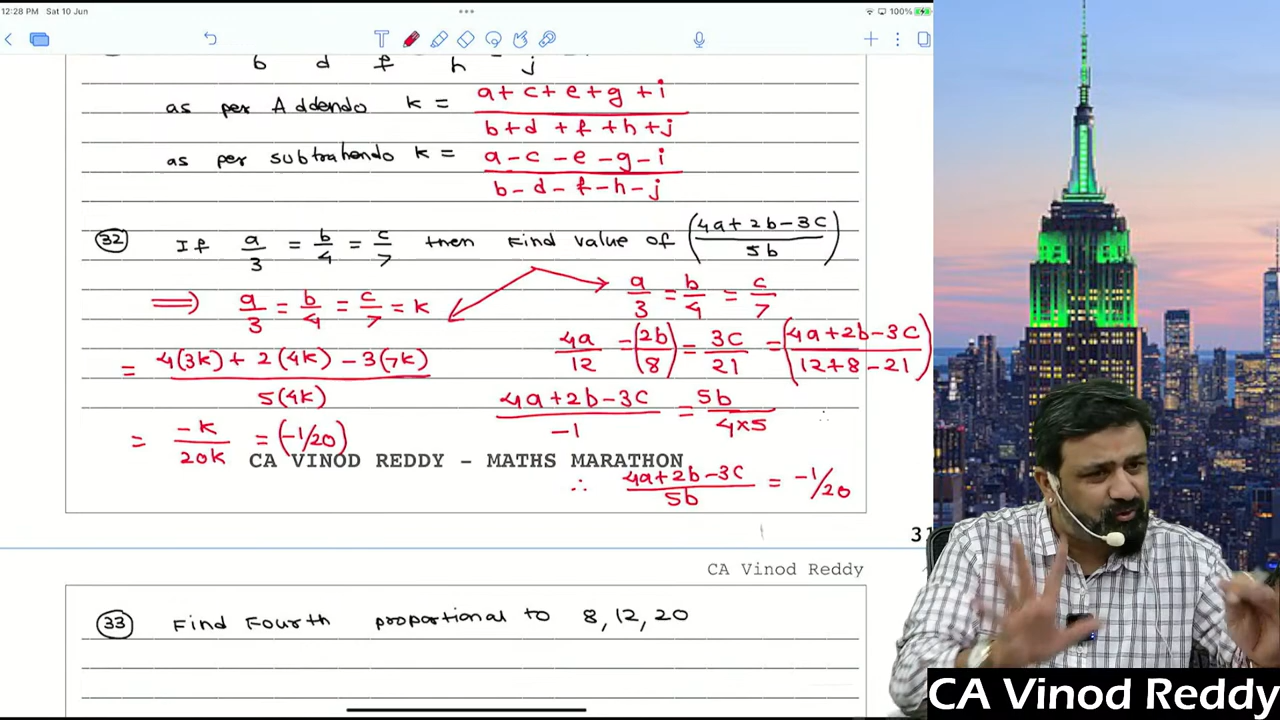 12:28 PM Sat 10 Jun
100%
b d f h j
as per Addendo k = a+c+e+g+i / b+d+f+h+j
as per subtrahendo k = a-c-e-g-i / b-d-f-h-j
32 If a/3 = b/4 = c/7 then Find value of (4a+2b-3c / 5b)
⟹ a/3 = b/4 = c/7 = k
= 4(3k)+2(4k)-3(7k) / 5(4k)
= -k/20k = (-1/20)
a/3 = b/4 = c/7
4a/12 = (2b/8) = 3c/21 = (4a+2b-3c / 12+8-21)
4a+2b-3c / -1 = 5b / 4×5
∴ 4a+2b-3c / 5b = -1/20
CA VINOD REDDY - MATHS MARATHON
31
CA Vinod Reddy
33 Find Fourth proportional to 8, 12, 20
CA Vinod Reddy